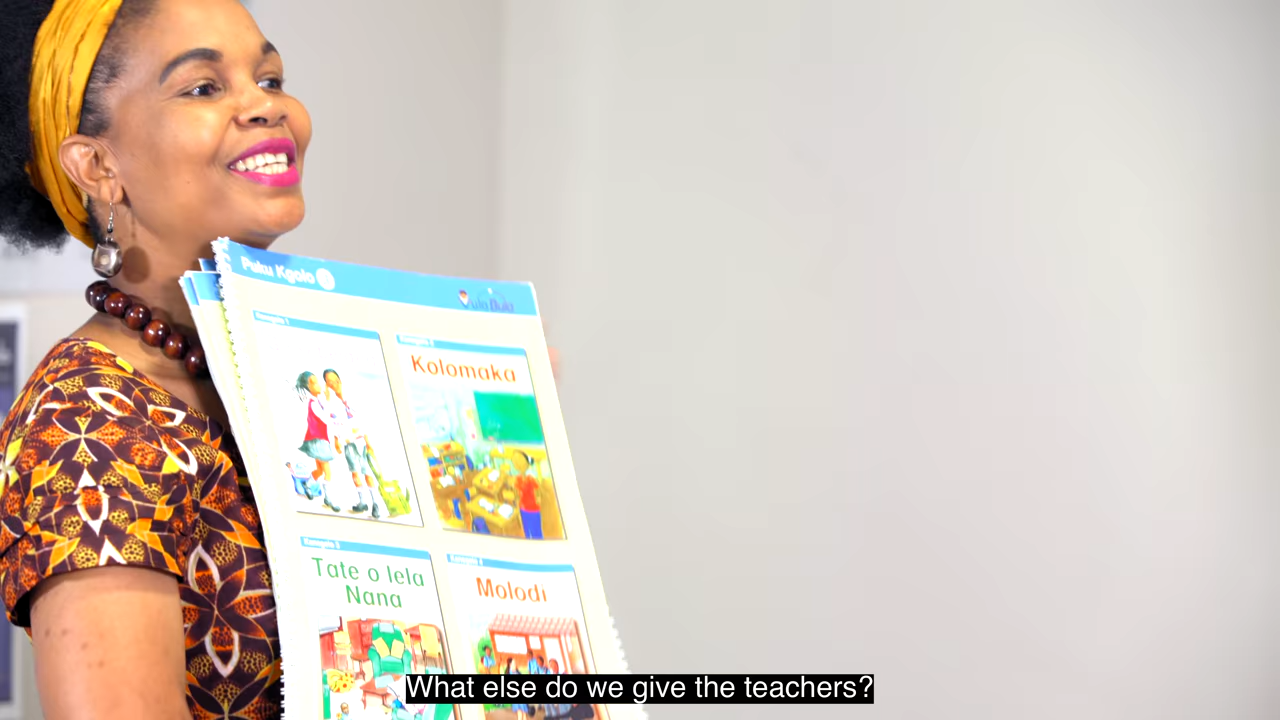 Puku Kgolo
Vula Bula
Kolomaka
Tate o lela
Nana
Molodi
What else do we give the teachers?